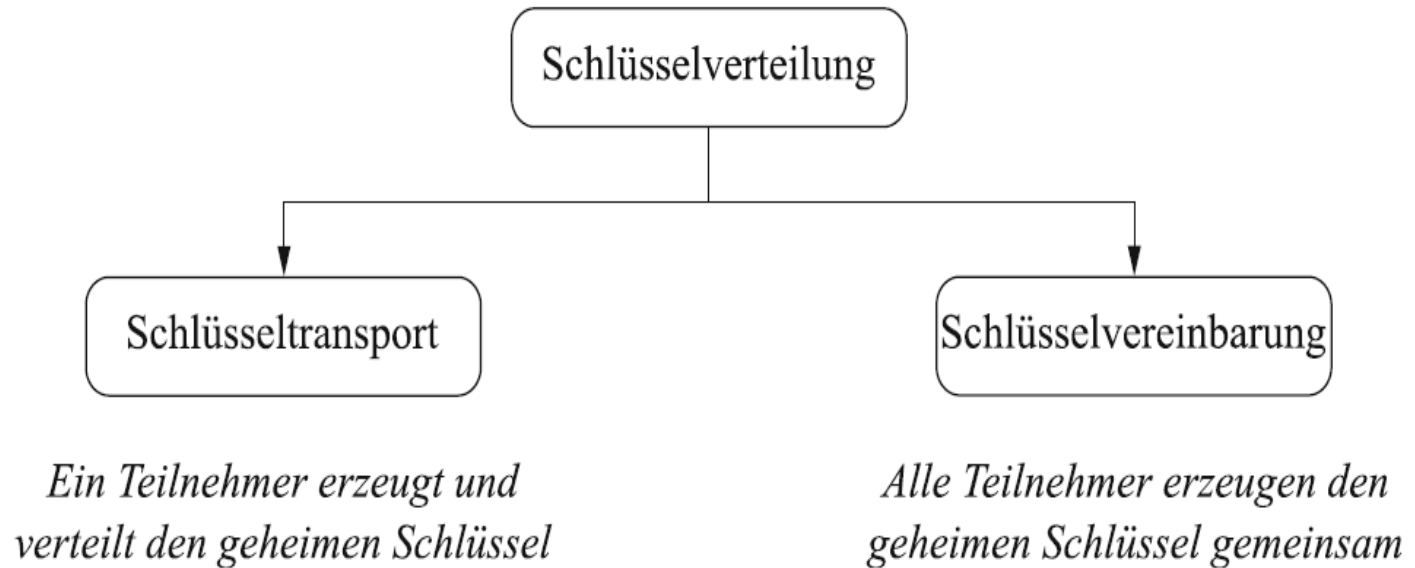 Schlüsselverteilung
Schlüsseltransport
Schlüsselvereinbarung
Ein Teilnehmer erzeugt und
verteilt den geheimen Schlüssel
Alle Teilnehmer erzeugen den
geheimen Schlüssel gemeinsam